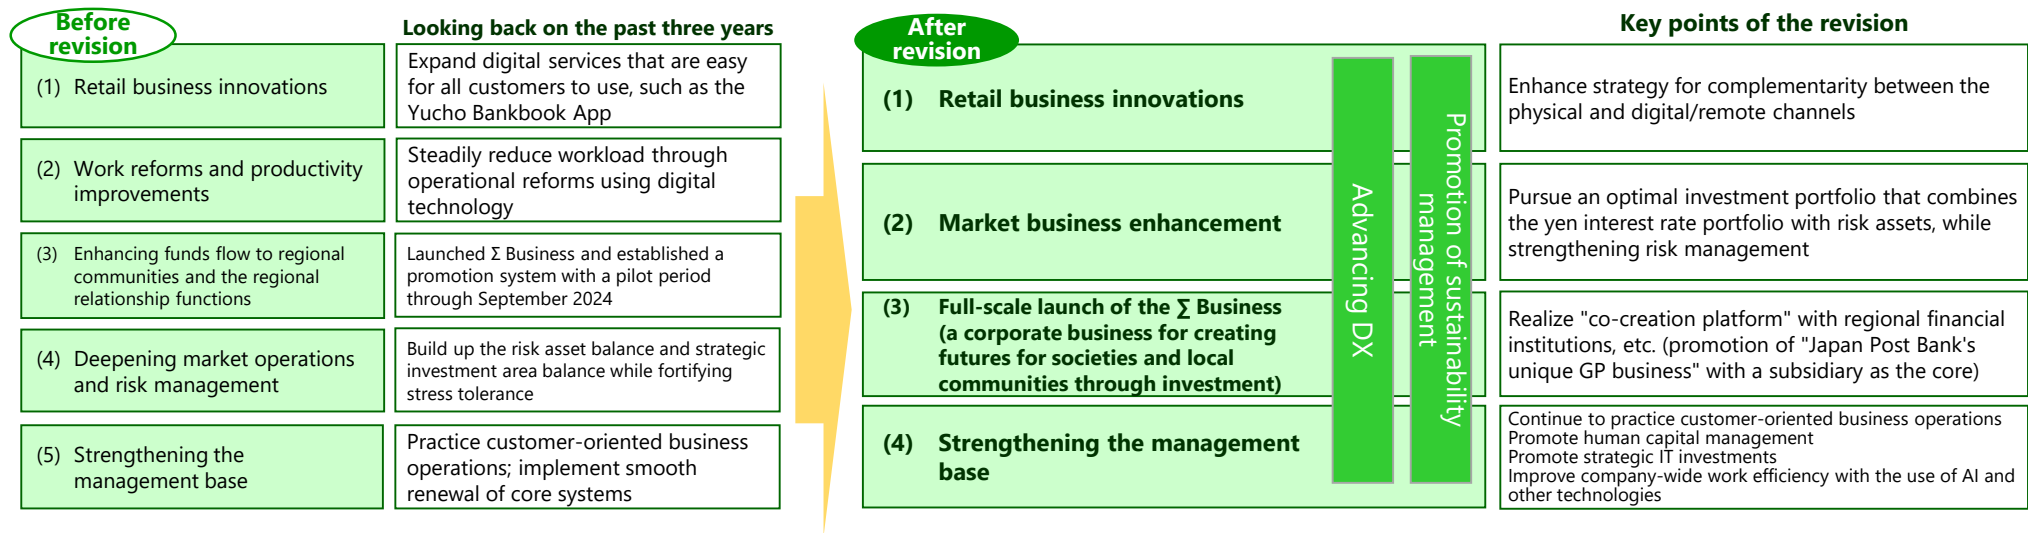 Before
revision
Looking back on the past three years
(1) Retail business innovations
Expand digital services that are easy
for all customers to use, such as the
Yucho Bankbook App
(2) Work reforms and productivity
improvements
Steadily reduce workload through
operational reforms using digital
technology
(3) Enhancing funds flow to regional
communities and the regional
relationship functions
Launched Σ Business and established a
promotion system with a pilot period
through September 2024
(4) Deepening market operations
and risk management
Build up the risk asset balance and strategic
investment area balance while fortifying
stress tolerance
(5) Strengthening the
management base
Practice customer-oriented business
operations; implement smooth
renewal of core systems
After
revision
Key points of the revision
(1) Retail business innovations
Enhance strategy for complementarity between the
physical and digital/remote channels
(2) Market business enhancement
Pursue an optimal investment portfolio that combines
the yen interest rate portfolio with risk assets, while
strengthening risk management
(3) Full-scale launch of the ∑ Business
(a corporate business for creating
futures for societies and local
communities through investment)
Realize "co-creation platform" with regional financial
institutions, etc. (promotion of "Japan Post Bank's
unique GP business" with a subsidiary as the core)
(4) Strengthening the management
base
Continue to practice customer-oriented business operations
Promote human capital management
Promote strategic IT investments
Improve company-wide work efficiency with the use of AI and
other technologies
Advancing DX
Promotion of sustainability
management